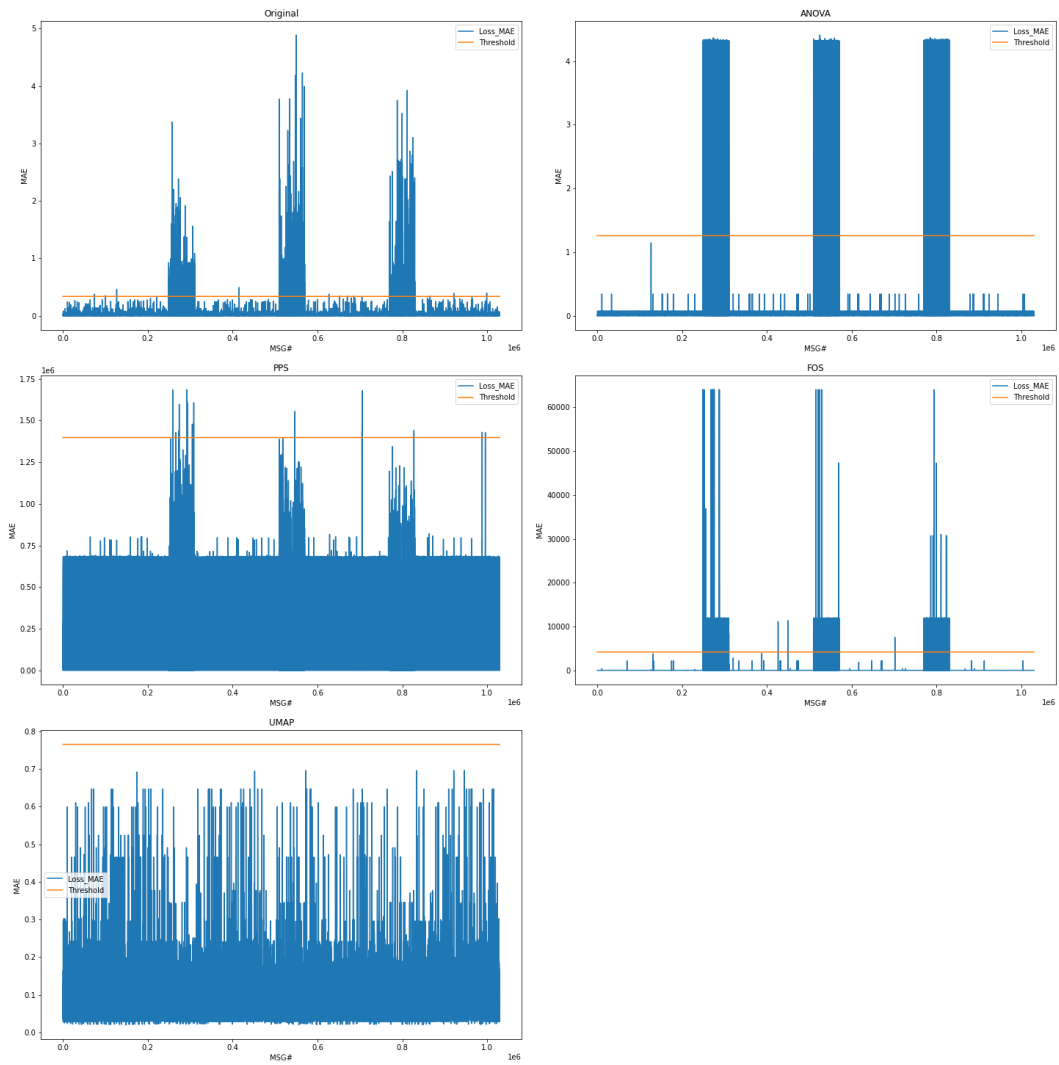 Original
5
4
3
2
1
0
MAE
0.0
0.2
0.4
0.6
0.8
1.0
1e6
MSG#
Loss_MAE
Threshold
ANOVA
4
3
2
1
0
MAE
0.0
0.2
0.4
0.6
0.8
1.0
1e6
MSG#
Loss_MAE
Threshold
PPS
1e6
1.75
1.50
1.25
1.00
0.75
0.50
0.25
0.00
MAE
0.0
0.2
0.4
0.6
0.8
1.0
1e6
MSG#
Loss_MAE
Threshold
FOS
60000
50000
40000
30000
20000
10000
0
MAE
0.0
0.2
0.4
0.6
0.8
1.0
1e6
MSG#
Loss_MAE
Threshold
UMAP
0.8
0.7
0.6
0.5
0.4
0.3
0.2
0.1
0.0
MAE
Loss_MAE
Threshold
0.0
0.2
0.4
0.6
0.8
1.0
1e6
MSG#